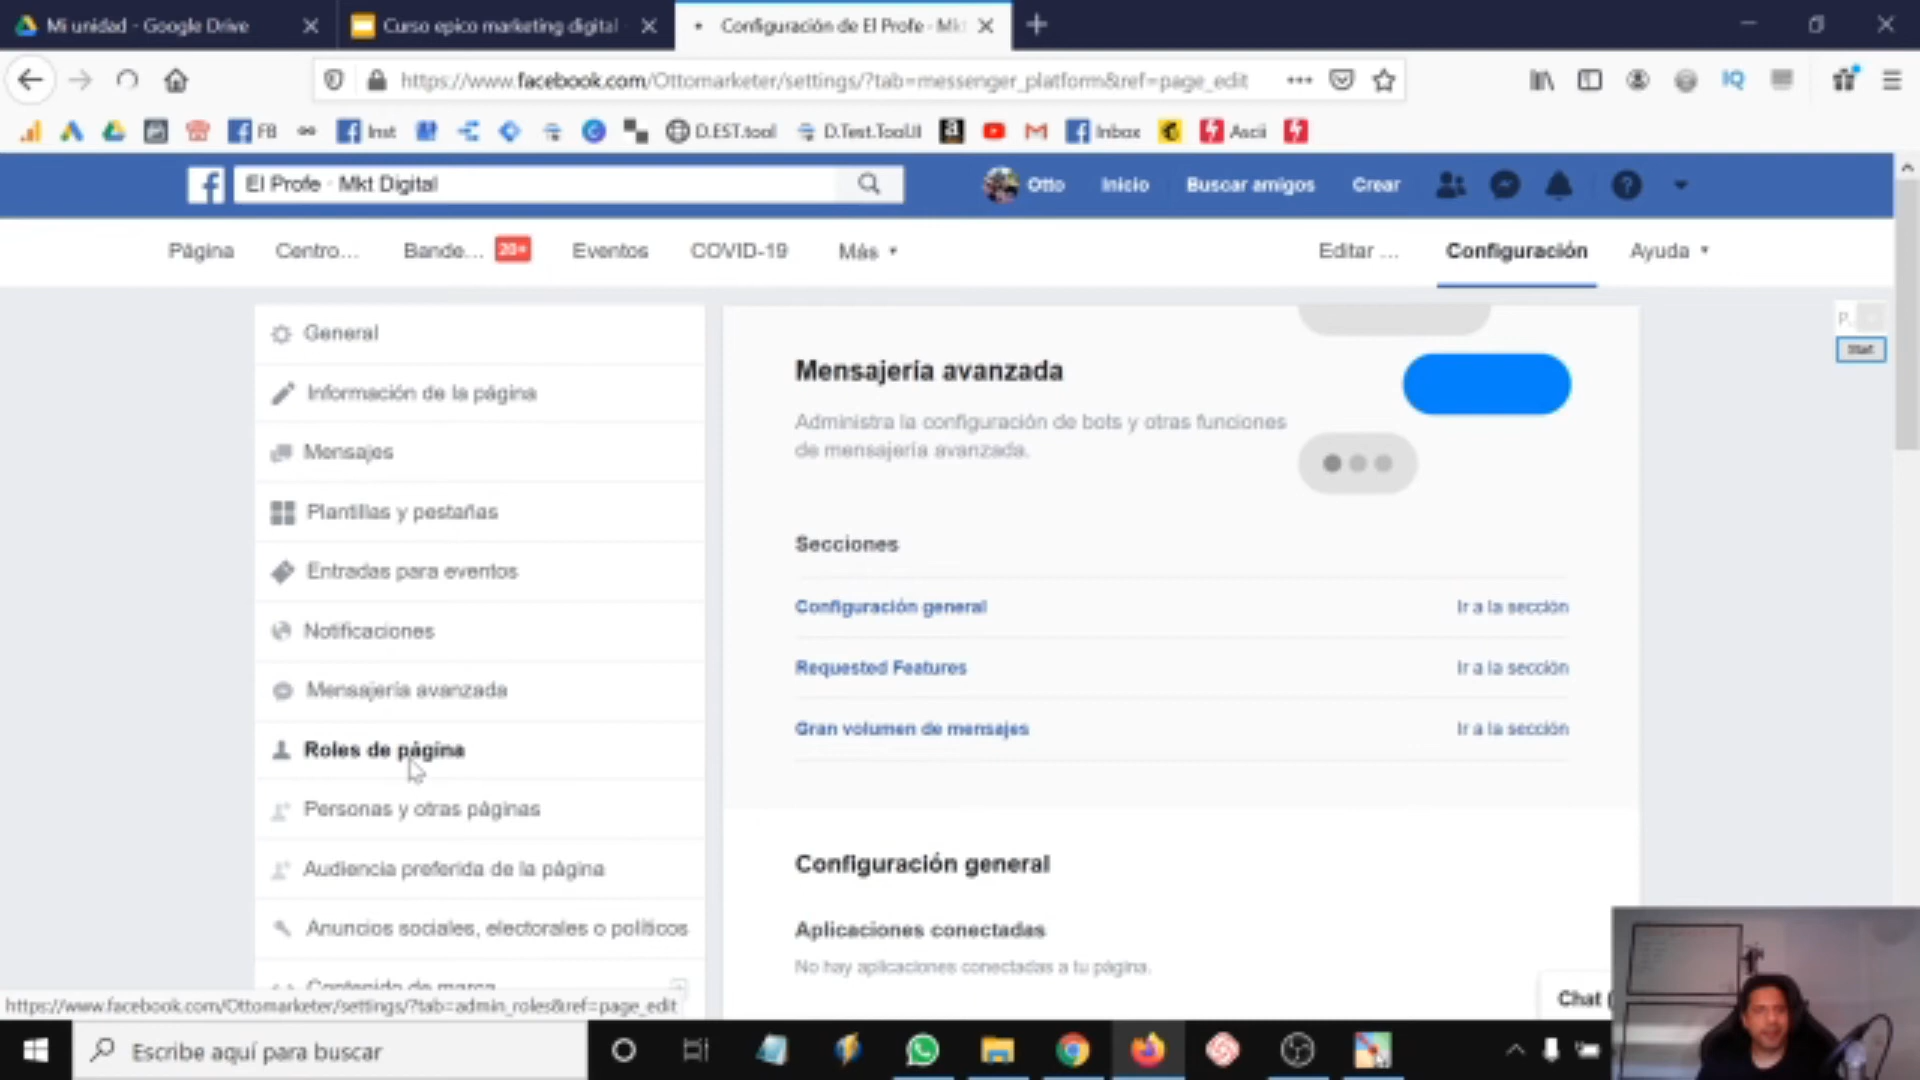 Mi unidad - Google Drive
Curso epico marketing digital
Configuración de El Profe - Mk
https://www.facebook.com/Ottomarketer/settings/?tab=messenger_platform&ref=page_edit
IQ
FB
Inst
D.EST.tool
D.Test.ToolJI
Inbox
Ascii
El Profe - Mkt Digital
Otto
Inicio
Buscar amigos
Crear
Página
Centro...
Bande...
20+
Eventos
COVID-19
Más
Editar ...
Configuración
Ayuda
General
Información de la página
Mensajes
Plantillas y pestañas
Entradas para eventos
Notificaciones
Mensajería avanzada
Roles de página
Personas y otras páginas
Audiencia preferida de la página
Anuncios sociales, electorales o políticos
Contenido de marca
Mensajería avanzada
Administra la configuración de bots y otras funciones
de mensajería avanzada.
Secciones
Configuración general
Ir a la sección
Requested Features
Ir a la sección
Gran volumen de mensajes
Ir a la sección
Configuración general
Aplicaciones conectadas
No hay aplicaciones conectadas a tu página.
P.
Start
Chat (
https://www.facebook.com/Ottomarketer/settings/?tab=admin_roles&ref=page_edit
Escribe aquí para buscar